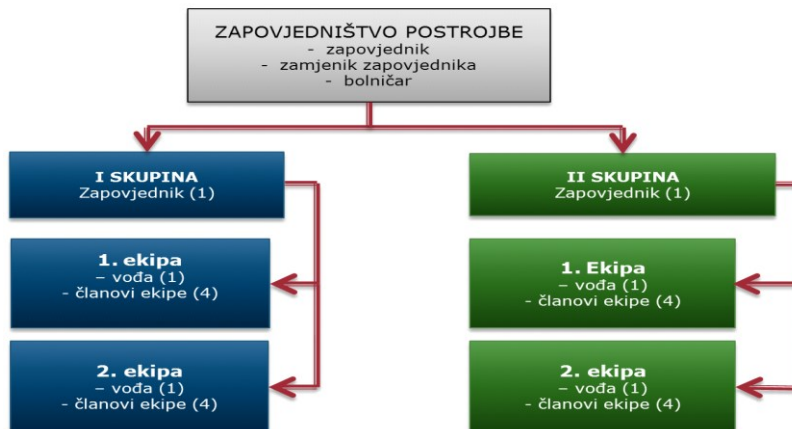 ZAPOVJEDNIŠTVO POSTROJBE
- zapovjednik
- zamjenik zapovjednika
- bolničar
I SKUPINA
Zapovjednik (1)
II SKUPINA
Zapovjednik (1)
1. ekipa
– vođa (1)
- članovi ekipe (4)
1. Ekipa
– vođa (1)
- članovi ekipe (4)
2. ekipa
– vođa (1)
- članovi ekipe (4)
2. ekipa
– vođa (1)
- članovi ekipe (4)